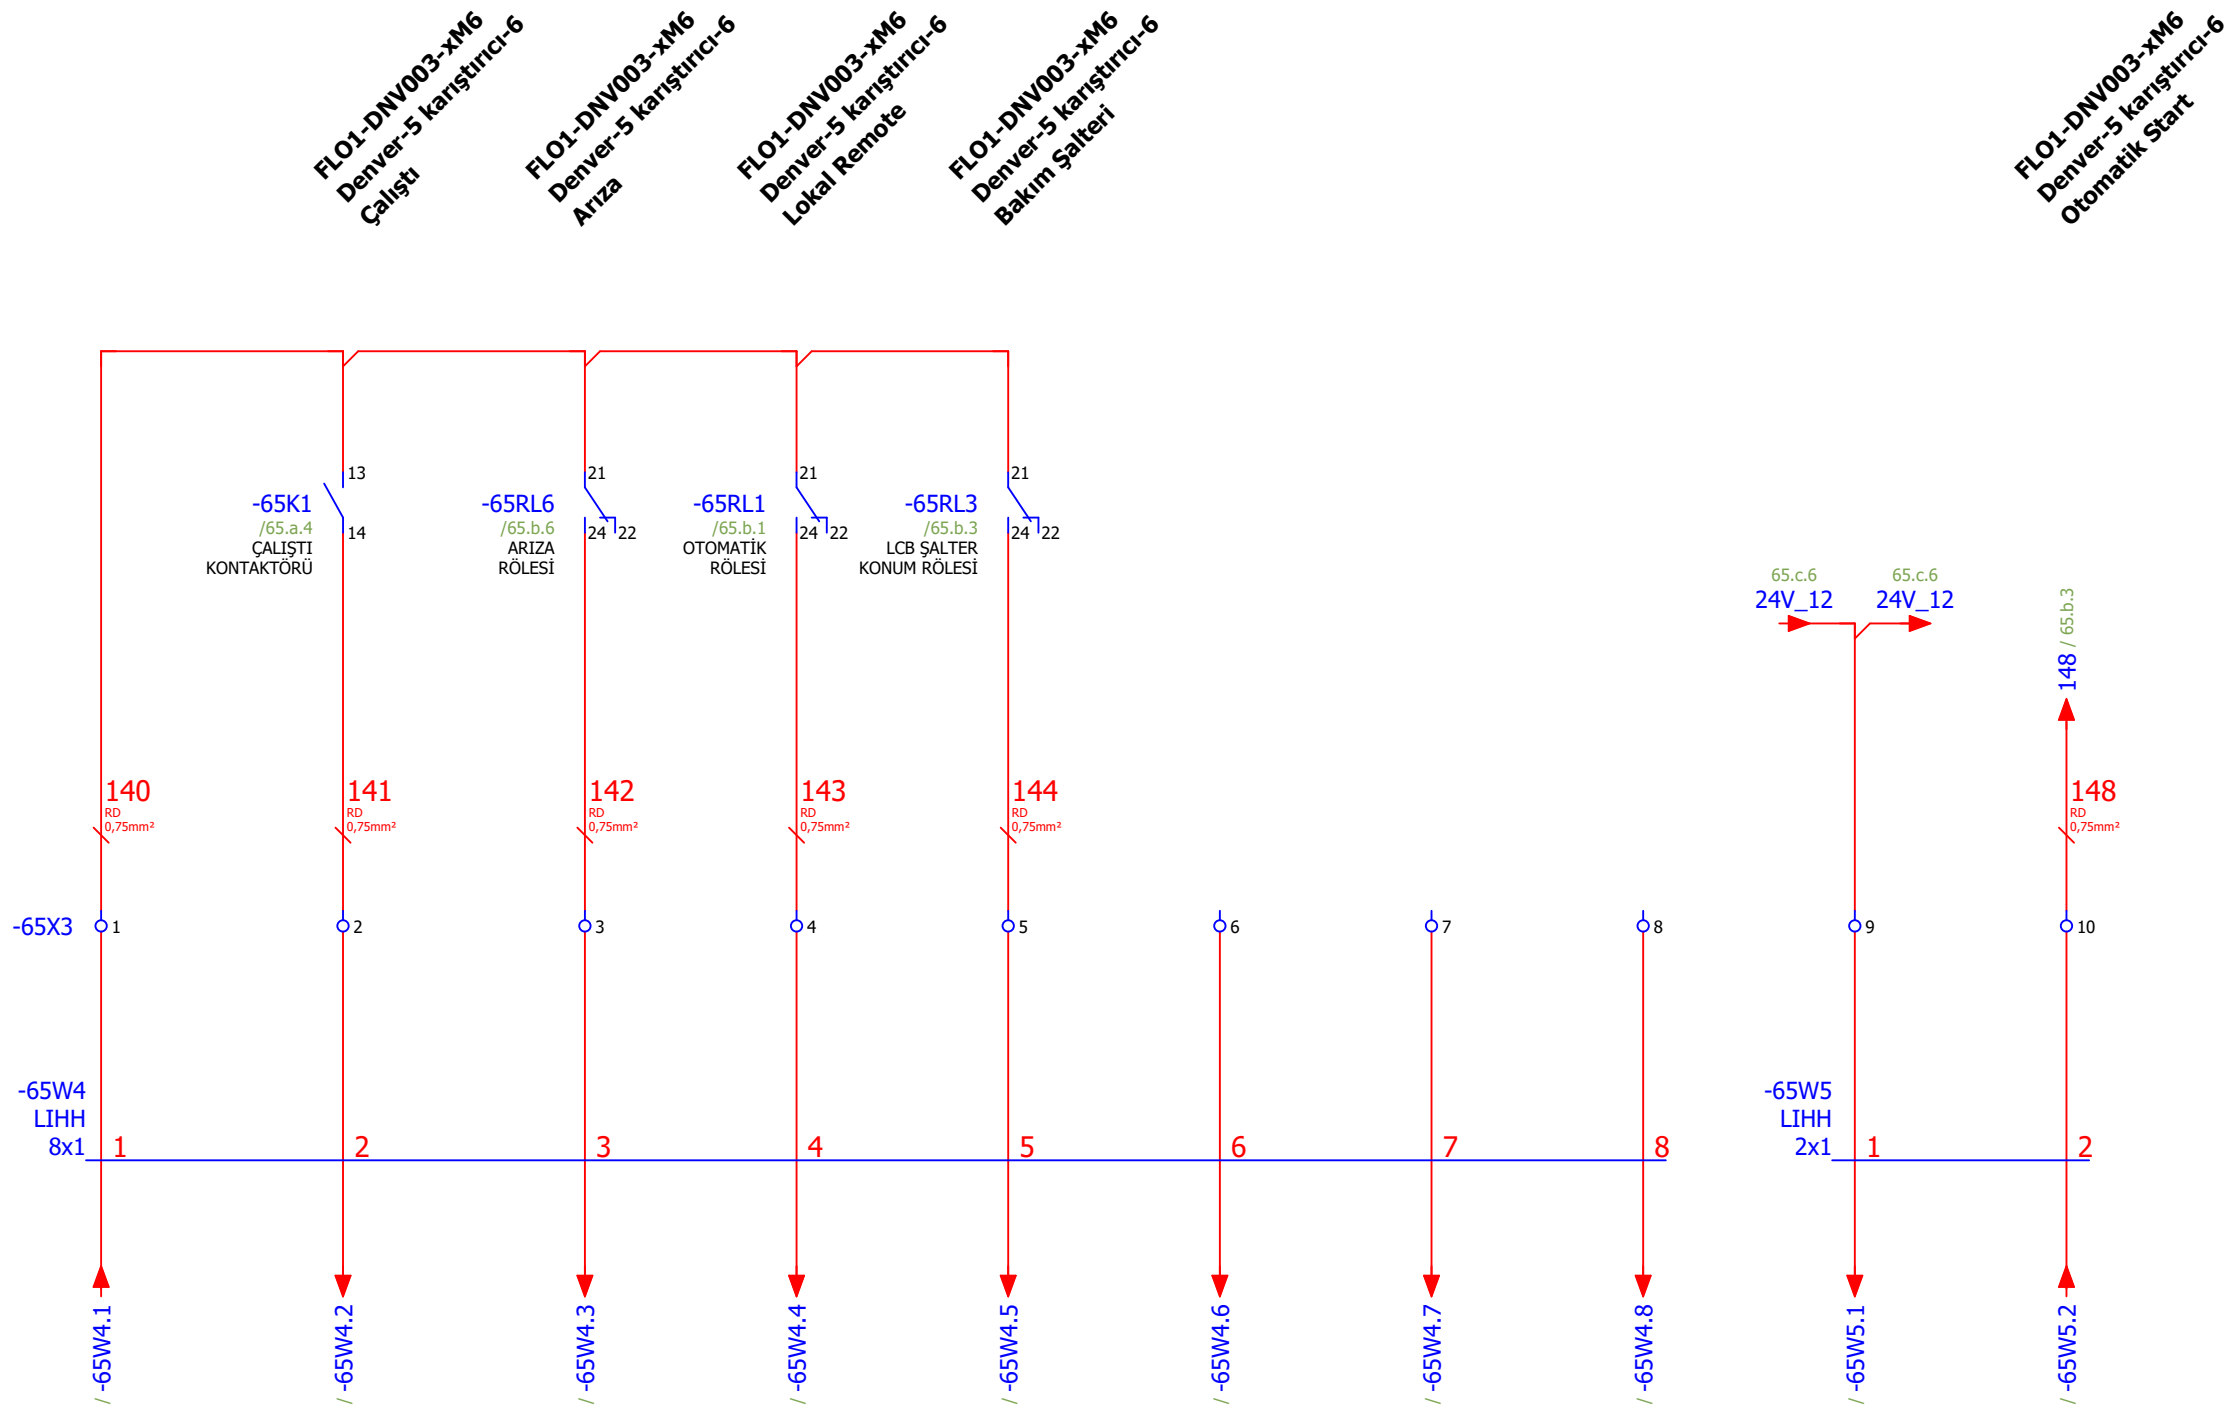 FLO1-DNV003-xM6
Denver-5 karıştırıcı-6
Çalıştı
FLO1-DNV003-xM6
Denver-5 karıştırıcı-6
Arıza
FLO1-DNV003-xM6
Denver-5 karıştırıcı-6
Lokal Remote
FLO1-DNV003-xM6
Denver-5 karıştırıcı-6
Bakım Şalteri
FLO1-DNV003-xM6
Denver-5 karıştırıcı-6
Otomatik Start
13
-65K1
/65.a.4
14
ÇALIŞTI
KONTAKTÖRÜ
21
-65RL6
/65.b.6
24 22
ARIZA
RÖLESİ
21
-65RL1
/65.b.1
24 22
OTOMATİK
RÖLESİ
21
-65RL3
/65.b.3
24 22
LCB ŞALTER
KONUM RÖLESİ
65.c.6
24V_12
65.c.6
24V_12
148 / 65.b.3
140
RD
0,75mm²
141
RD
0,75mm²
142
RD
0,75mm²
143
RD
0,75mm²
144
RD
0,75mm²
148
RD
0,75mm²
-65X3 1 2 3 4 5 6 7 8 9 10
-65W4
LIHH
8x1 1 2 3 4 5 6 7 8
-65W5
LIHH
2x1 1 2
/ -65W4.1
/ -65W4.2
/ -65W4.3
/ -65W4.4
/ -65W4.5
/ -65W4.6
/ -65W4.7
/ -65W4.8
/ -65W5.1
/ -65W5.2